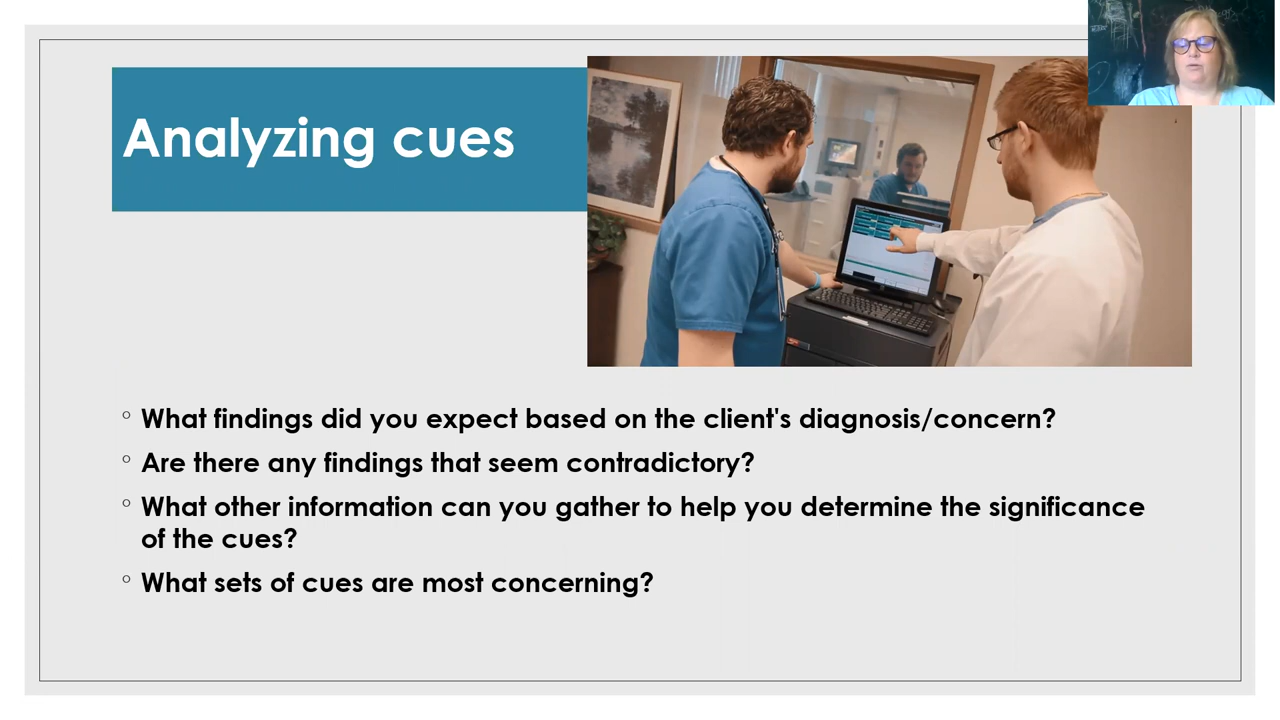 Analyzing cues
◦ What findings did you expect based on the client's diagnosis/concern?
◦ Are there any findings that seem contradictory?
◦ What other information can you gather to help you determine the significance
of the cues?
◦ What sets of cues are most concerning?